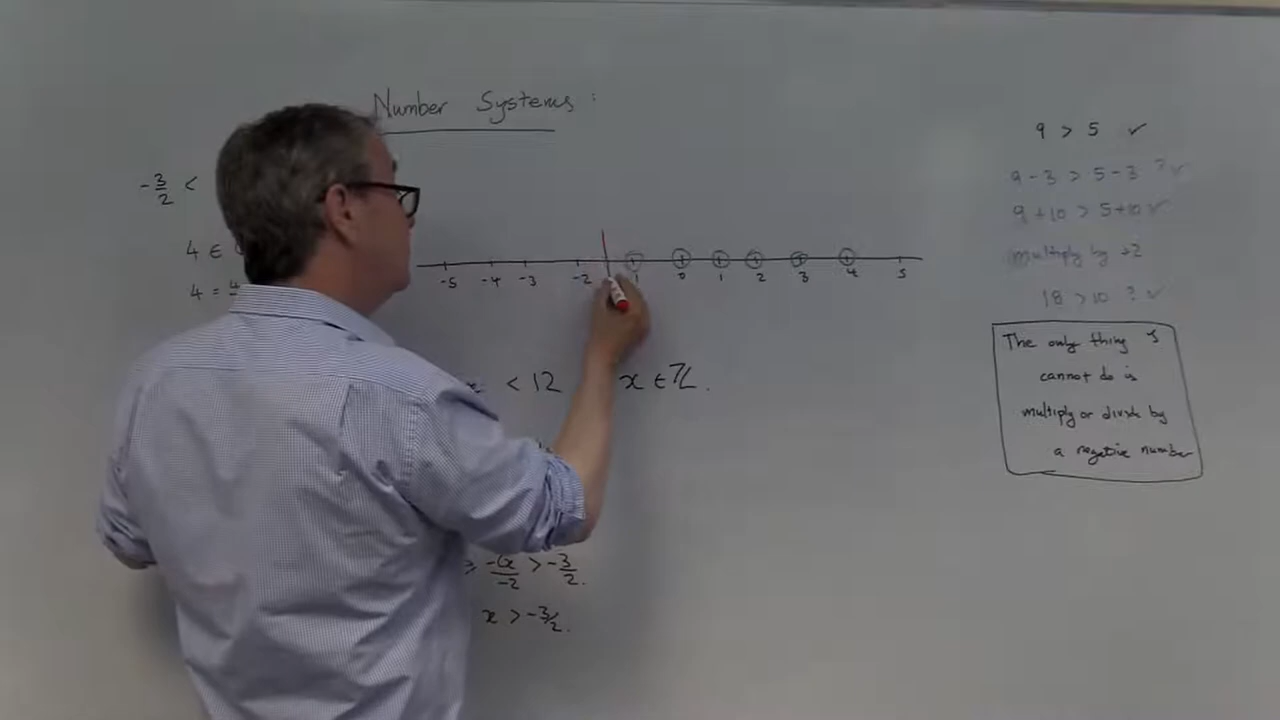 Number Systems :
-3/2 <
4 ∈
4 = 4
-5 -4 -3 -2 1 0 1 2 3 4 5
x < 12 x ∈ ℤ.
> -3/2.
-2
x > -3/2.
9 > 5 ✓
9 - 3 > 5 - 3 ? ✓
9 + 10 > 5 + 10 ✓
multiply by +2
18 > 10 ? ✓
The only thing
cannot do is
multiply or divide by
a negative number